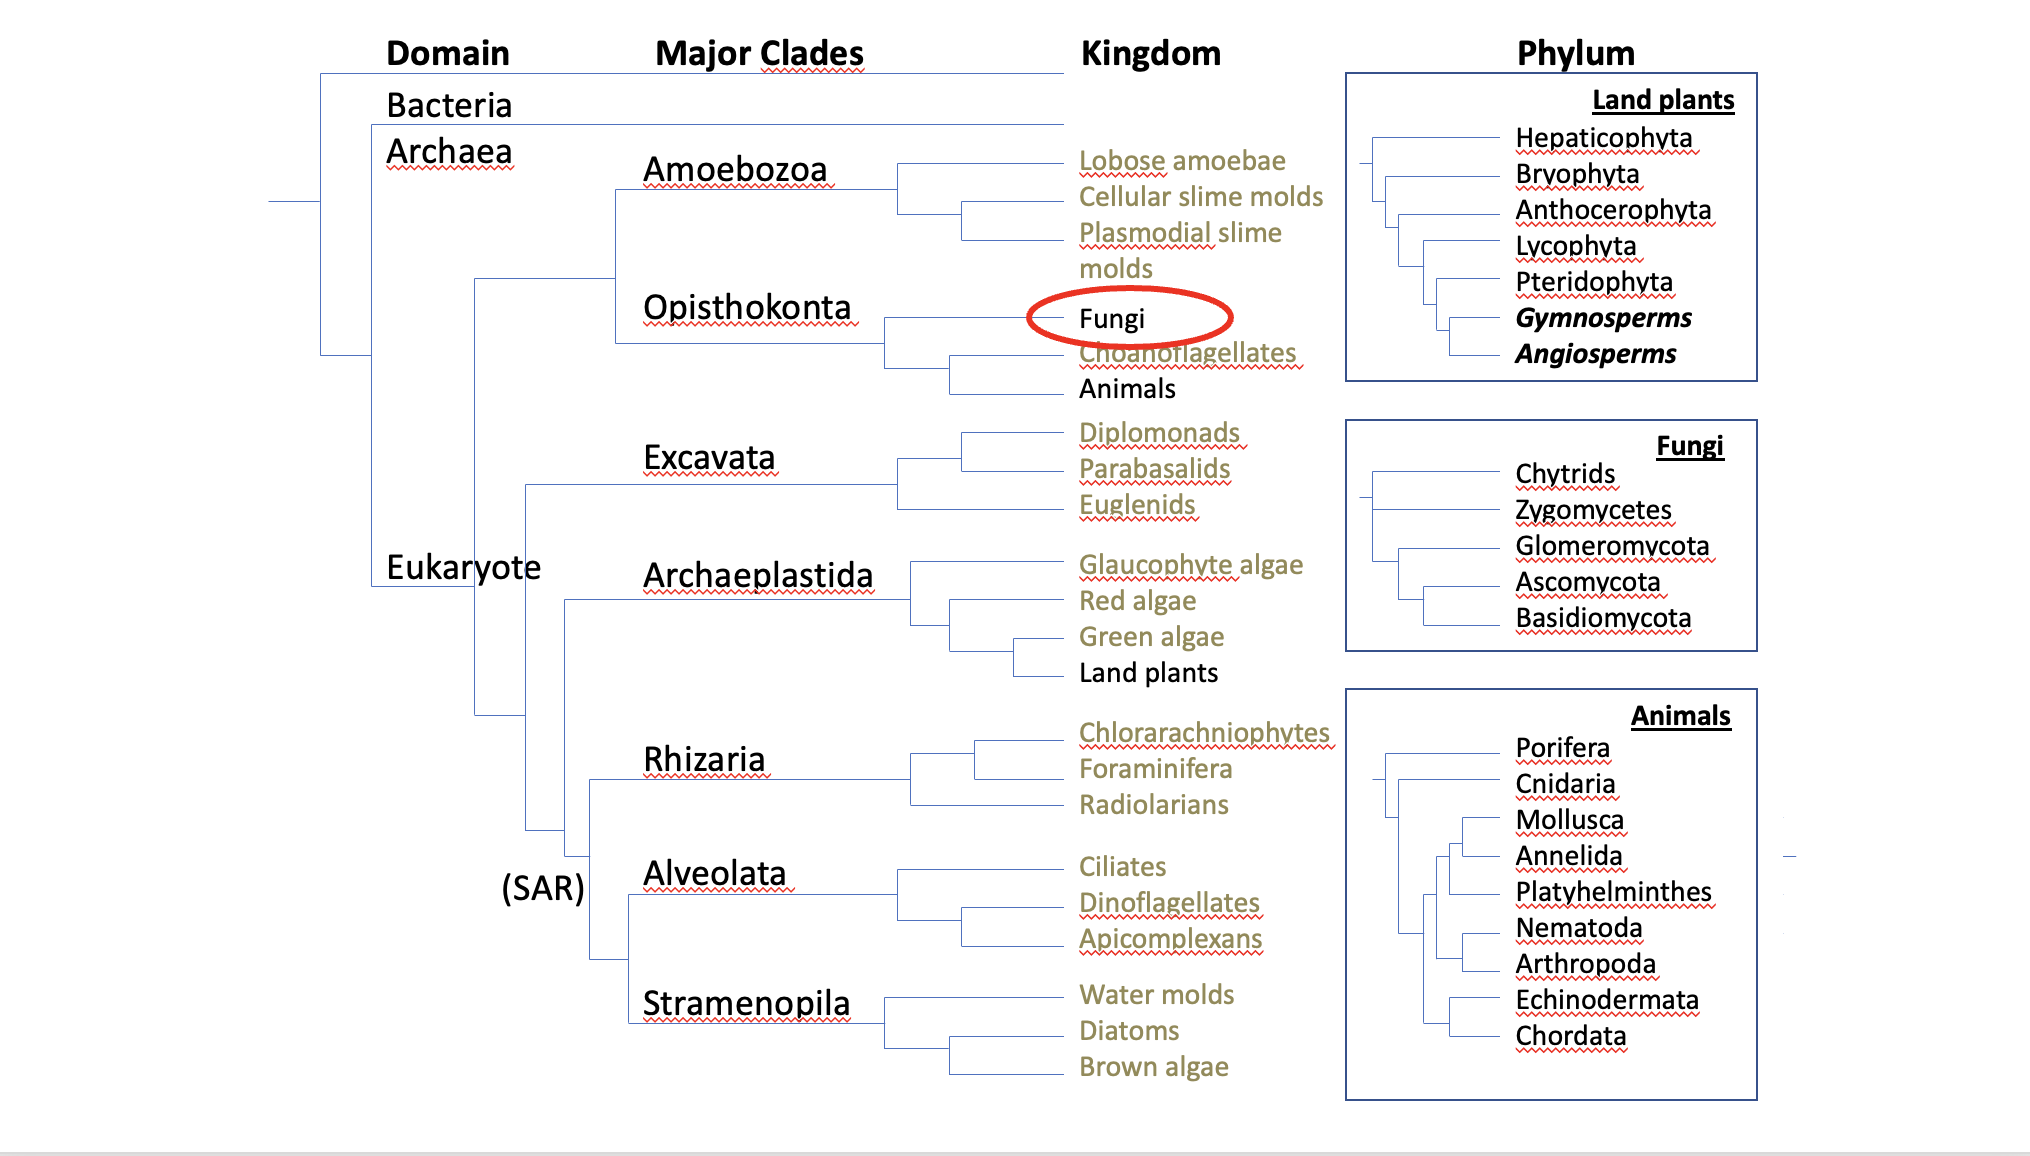 Domain
Major Clades
Kingdom
Phylum
Bacteria
Archaea
Eukaryote
(SAR)
Amoebozoa
Opisthokonta
Excavata
Archaeplastida
Rhizaria
Alveolata
Stramenopila
Lobose amoebae
Cellular slime molds
Plasmodial slime
molds
Fungi
Choanoflagellates
Animals
Diplomonads
Parabasalids
Euglenids
Glaucophyte algae
Red algae
Green algae
Land plants
Chlorarachniophytes
Foraminifera
Radiolarians
Ciliates
Dinoflagellates
Apicomplexans
Water molds
Diatoms
Brown algae
Land plants
Hepaticophyta
Bryophyta
Anthocerophyta
Lycophyta
Pteridophyta
Gymnosperms
Angiosperms
Fungi
Chytrids
Zygomycetes
Glomeromycota
Ascomycota
Basidiomycota
Animals
Porifera
Cnidaria
Mollusca
Annelida
Platyhelminthes
Nematoda
Arthropoda
Echinodermata
Chordata